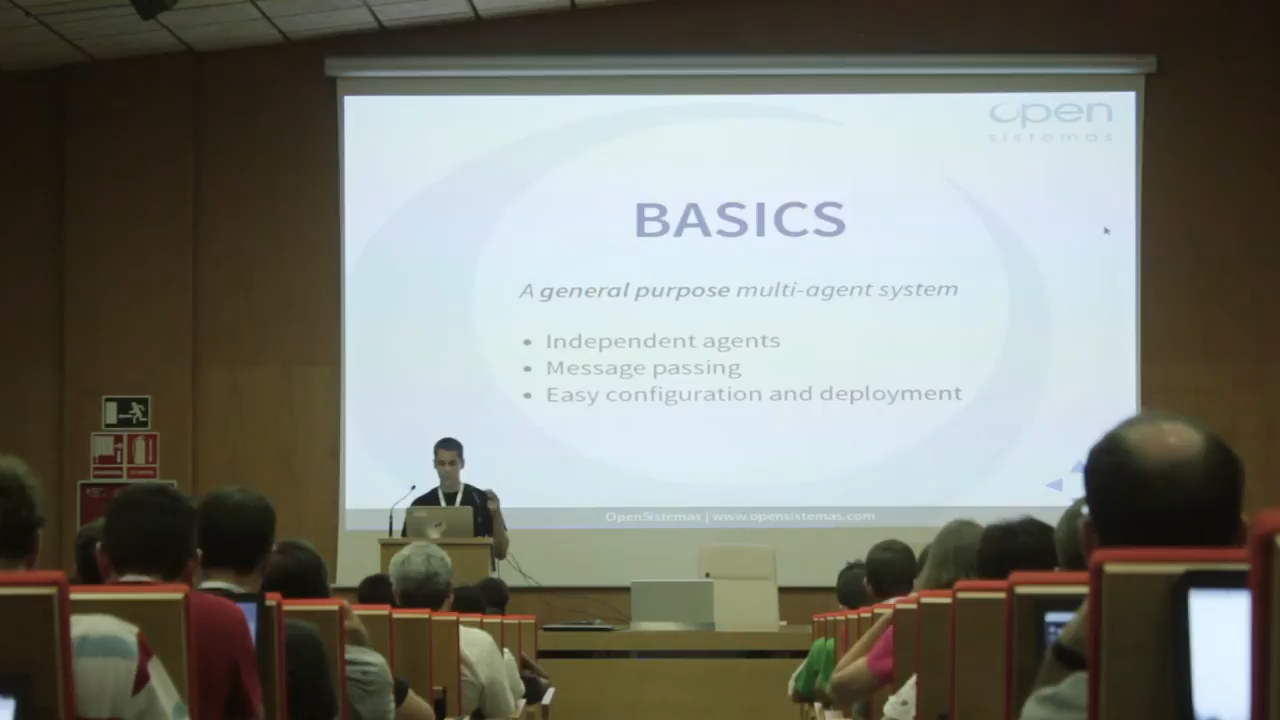 open
sistemas
BASICS
A general purpose multi-agent system
• Independent agents
• Message passing
• Easy configuration and deployment
OpenSistemas | www.opensistemas.com